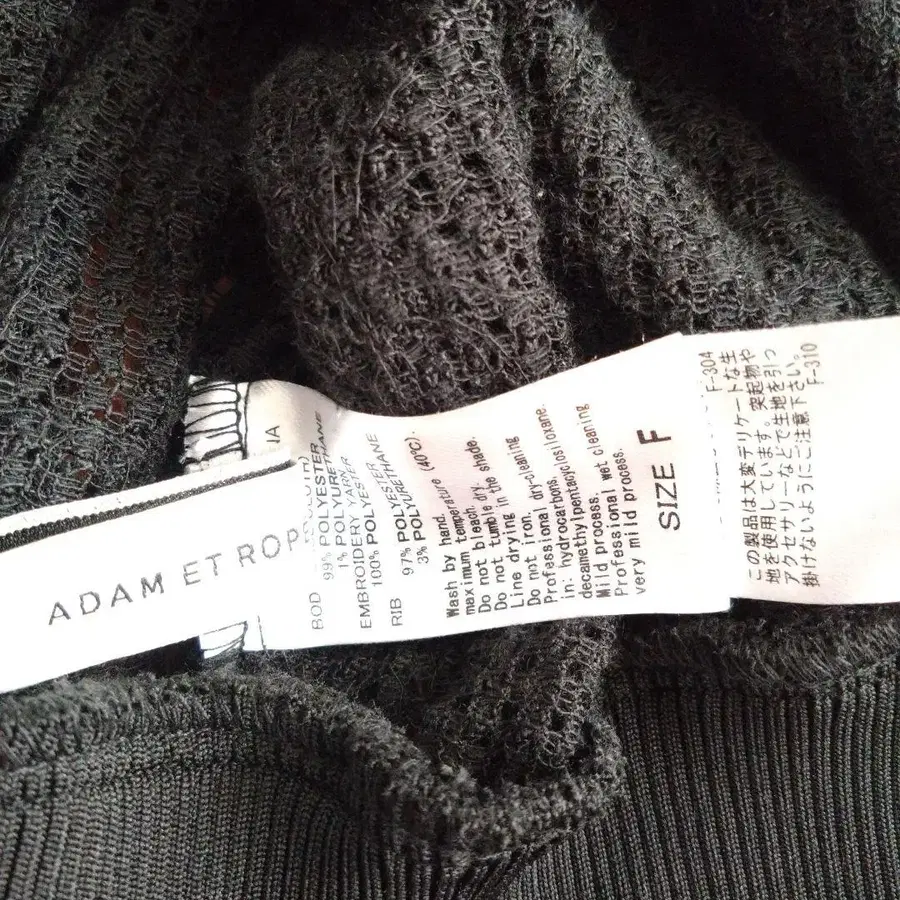 ADAM ET ROP
IA
BOD
99% POLYESTER
1% POLYURETHANE
EMBROIDERY YARN
100% POLYESTER
RIB
97% POLYESTER
3% POLYURETHANE
Wash by hand,
maximum temperature (40°C).
Do not bleach.
Do not tumble dry.
Line drying in the shade.
Do not iron.
Professional dry-cleaning
in: hydrocarbons,
decamethylpentacyclosiloxane.
Mild process.
Professional wet cleaning
very mild process.
SIZE F
F-304
この製品は大変デリケートな生
地を使用しています。突起物や
アクセサリーなどで生地を引っ
掛けないようにご注意下さい。
F-310